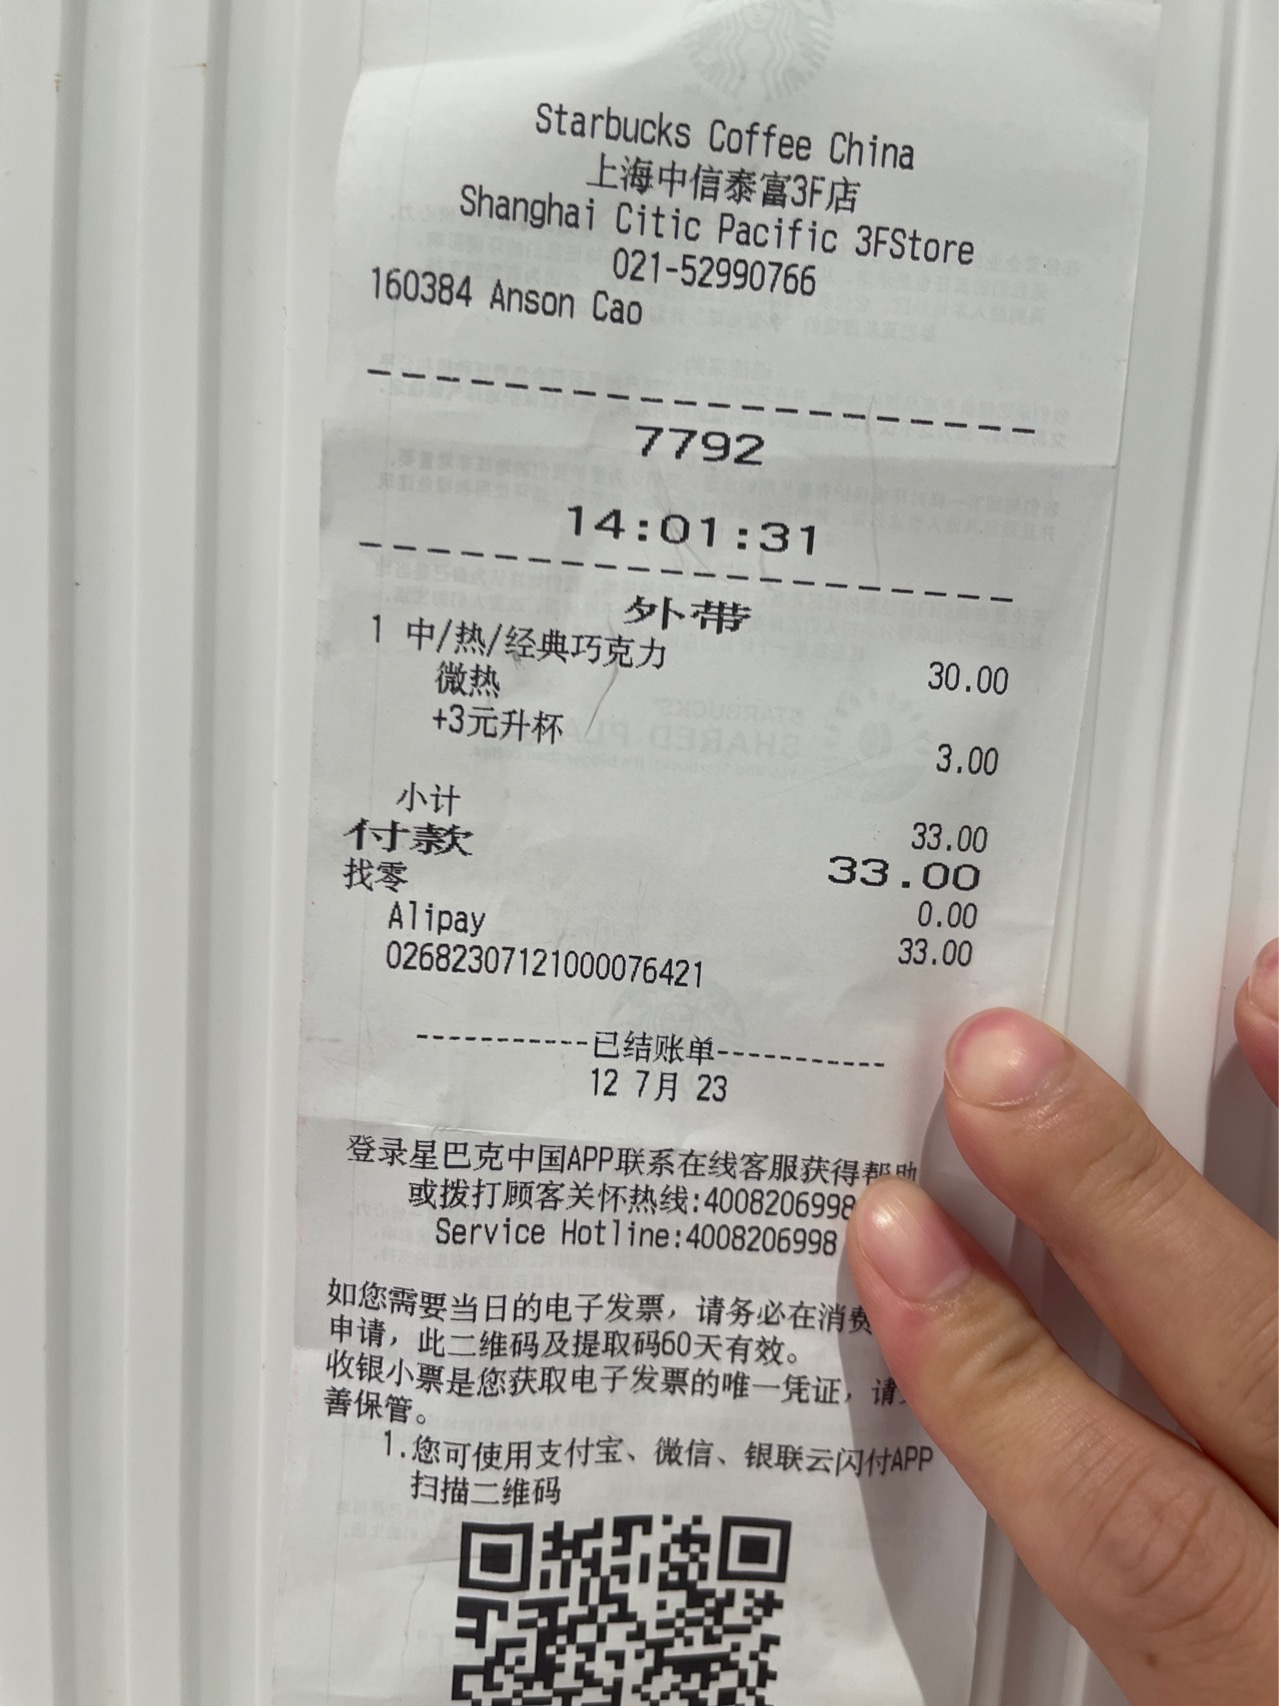 Starbucks Coffee China
上海中信泰富3F店
Shanghai Citic Pacific 3FStore
021-52990766
160384 Anson Cao
7792
14:01:31
外带
1 中/热/经典巧克力 30.00
微热
+3元升杯 3.00
小计 33.00
付款 33.00
找零 0.00
Alipay 33.00
02682307121000076421
-----------已结账单-----------
12 7月 23
登录星巴克中国APP联系在线客服获得帮助
或拨打顾客关怀热线:4008206998
Service Hotline:4008206998
如您需要当日的电子发票，请务必在消费
申请，此二维码及提取码60天有效。
收银小票是您获取电子发票的唯一凭证，请
善保管。
1.您可使用支付宝、微信、银联云闪付APP
扫描二维码
STARBUCKS
SHARED PLA